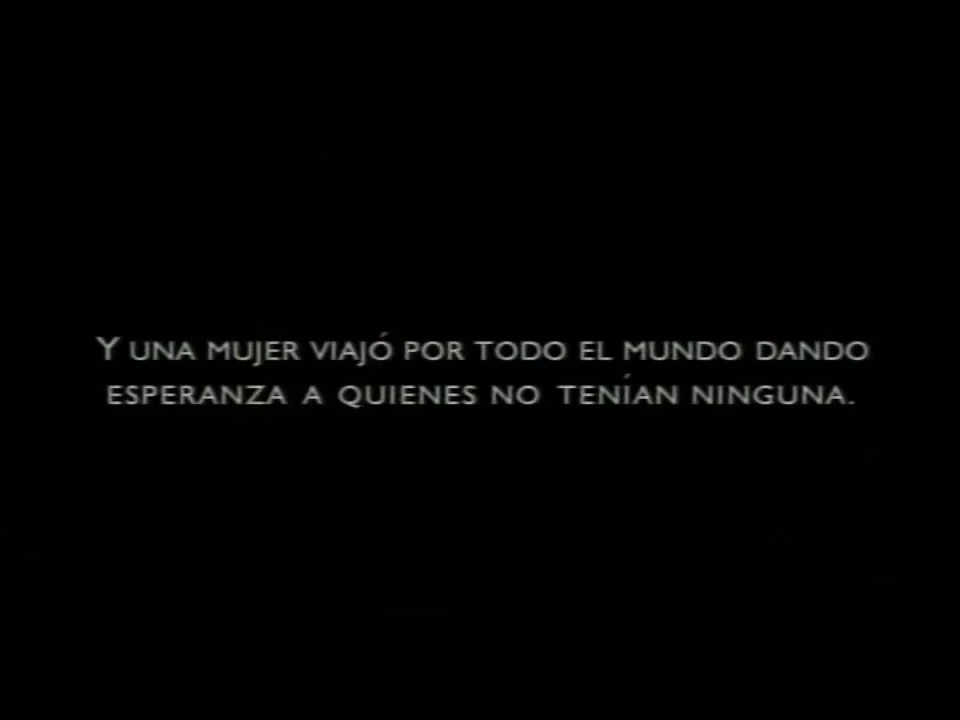 Y UNA MUJER VIAJÓ POR TODO EL MUNDO DANDO
ESPERANZA A QUIENES NO TENÍAN NINGUNA.